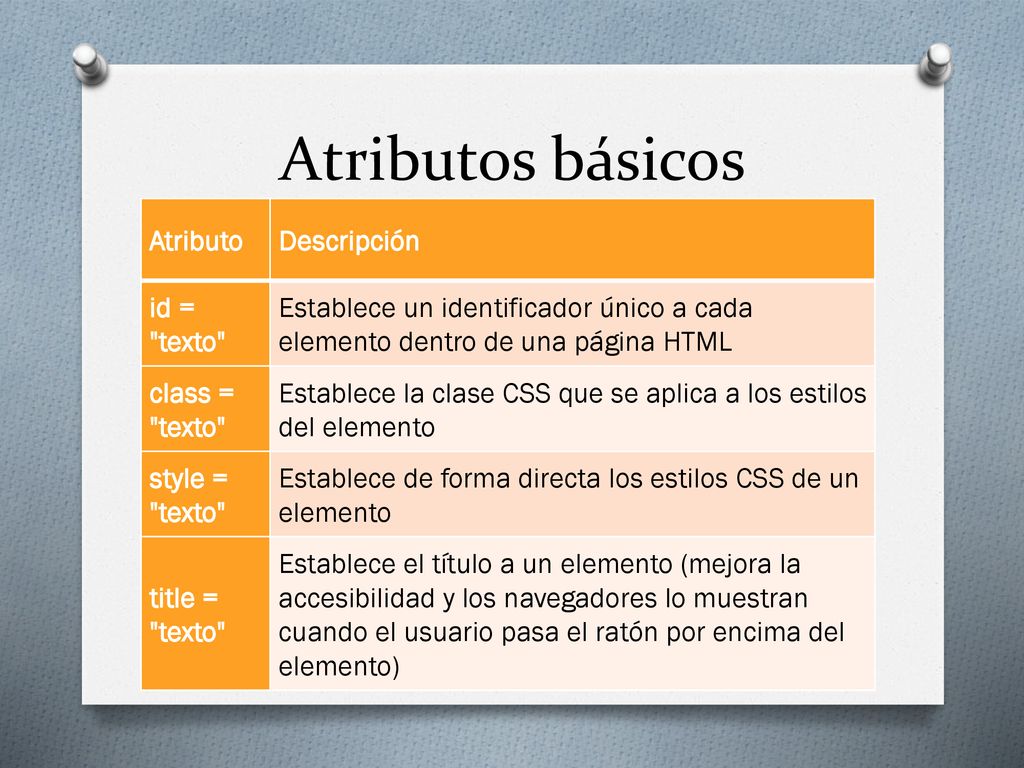 Atributos básicos
Atributo
Descripción
id =
"texto"
Establece un identificador único a cada
elemento dentro de una página HTML
class =
"texto"
Establece la clase CSS que se aplica a los estilos
del elemento
style =
"texto"
Establece de forma directa los estilos CSS de un
elemento
title =
"texto"
Establece el título a un elemento (mejora la
accesibilidad y los navegadores lo muestran
cuando el usuario pasa el ratón por encima del
elemento)